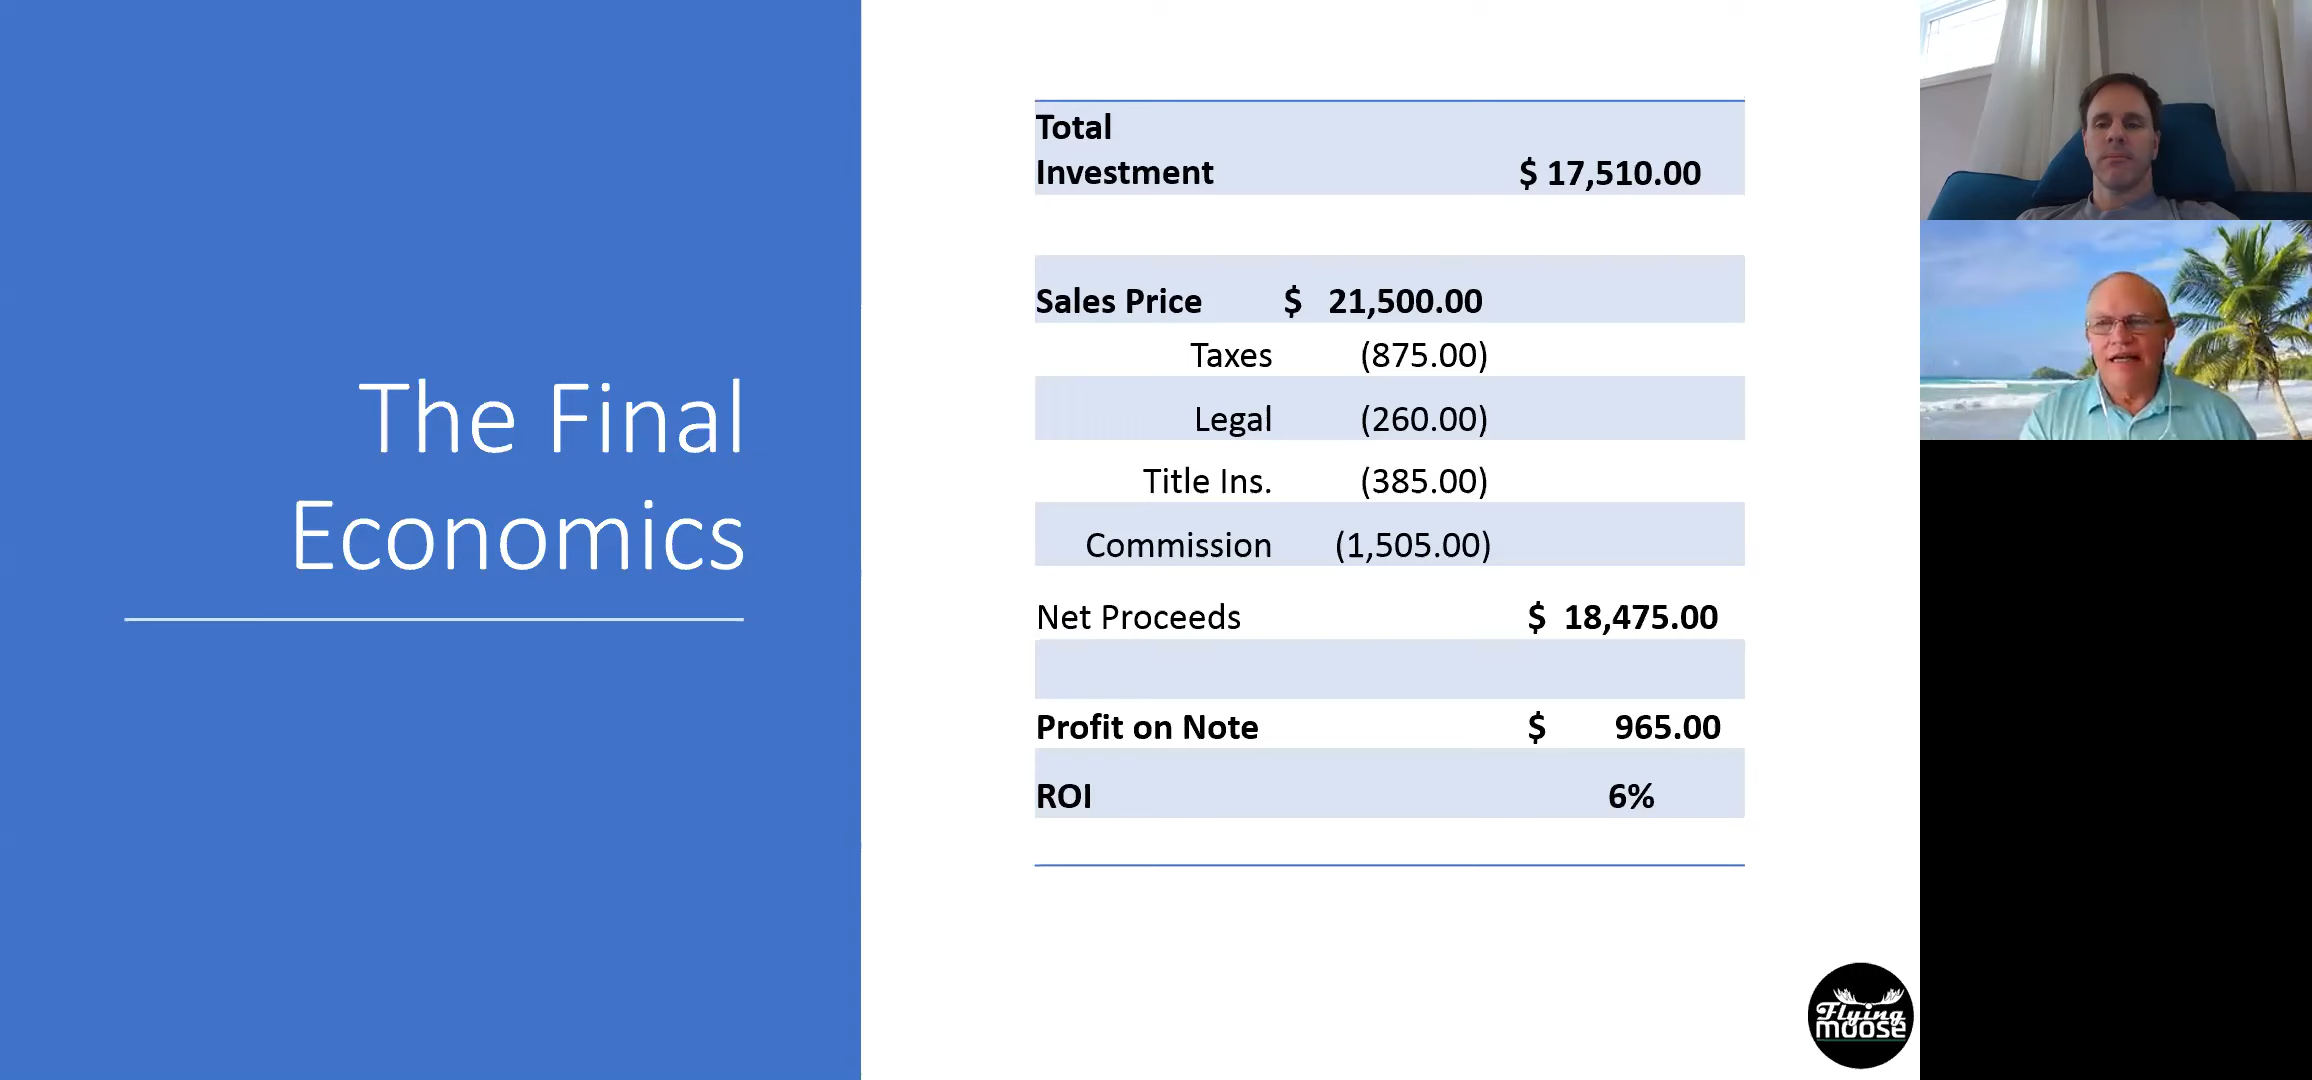 The Final
Economics
Total
Investment $ 17,510.00
Sales Price $ 21,500.00
Taxes (875.00)
Legal (260.00)
Title Ins. (385.00)
Commission (1,505.00)
Net Proceeds $ 18,475.00
Profit on Note $ 965.00
ROI 6%
Flying
moose